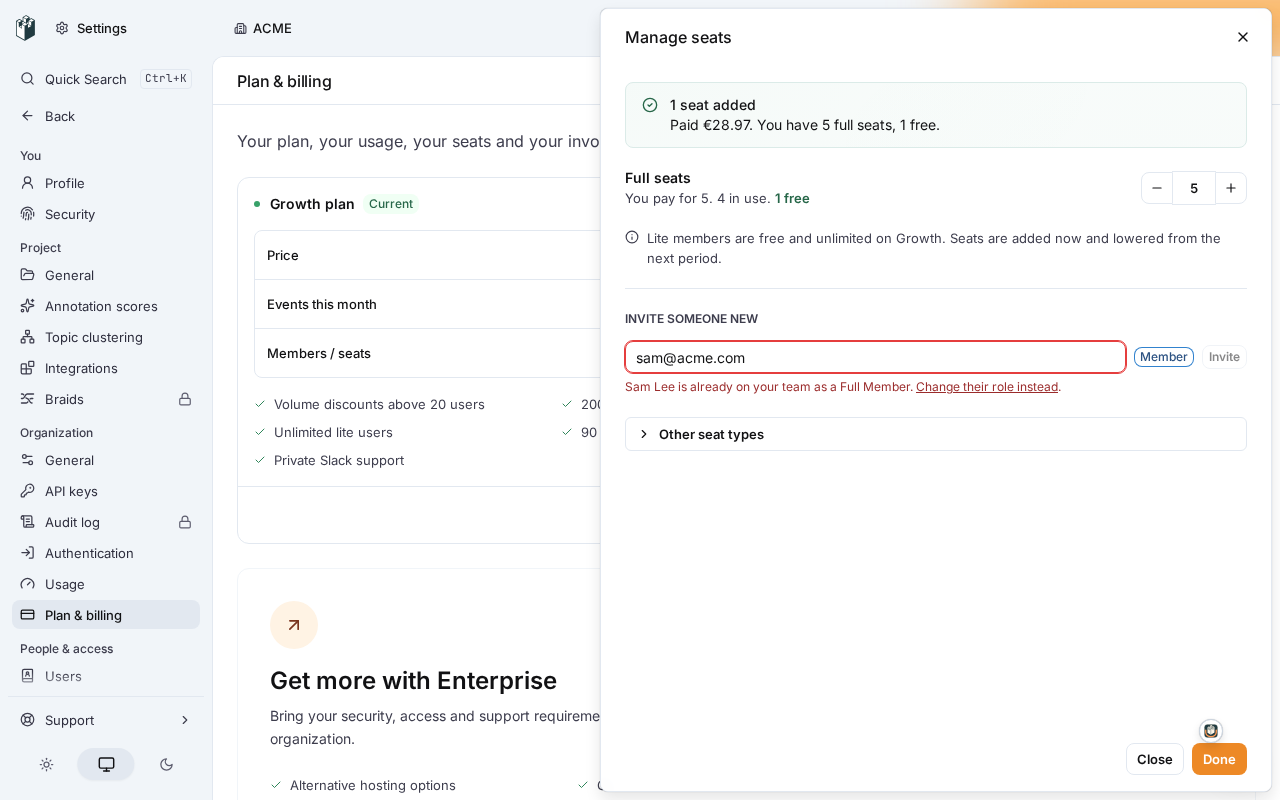 Settings
ACME
Quick Search Ctrl+K
Back
You
Profile
Security
Project
General
Annotation scores
Topic clustering
Integrations
Braids
Organization
General
API keys
Audit log
Authentication
Usage
Plan & billing
People & access
Users
Support
Plan & billing
Your plan, your usage, your seats and your invo
Growth plan Current
Price
Events this month
Members / seats
Volume discounts above 20 users
200
Unlimited lite users
90
Private Slack support
Get more with Enterprise
Bring your security, access and support requireme
organization.
Alternative hosting options
Manage seats
1 seat added
Paid €28.97. You have 5 full seats, 1 free.
Full seats
You pay for 5. 4 in use. 1 free
5
Lite members are free and unlimited on Growth. Seats are added now and lowered from the
next period.
INVITE SOMEONE NEW
sam@acme.com Member Invite
Sam Lee is already on your team as a Full Member. Change their role instead.
Other seat types
Close Done